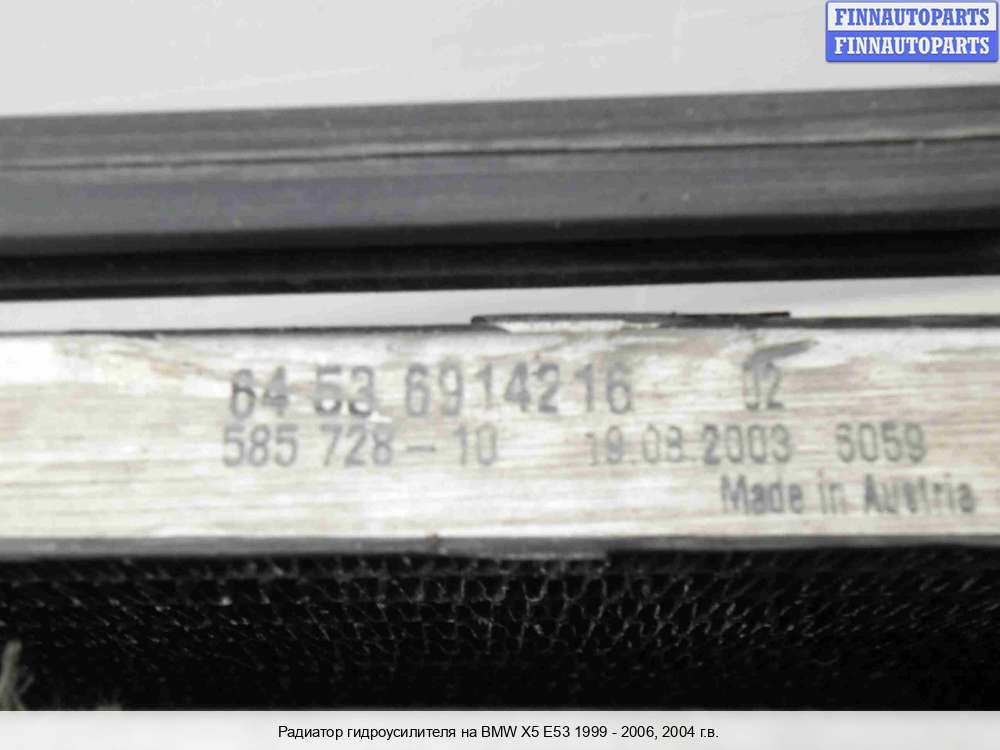 FINNAUTOPARTS
FINNAUTOPARTS
64 53 6914216 02
585 728-10 19.08.2003 6059
Made in Austria
Радиатор гидроусилителя на BMW X5 E53 1999 - 2006, 2004 г.в.